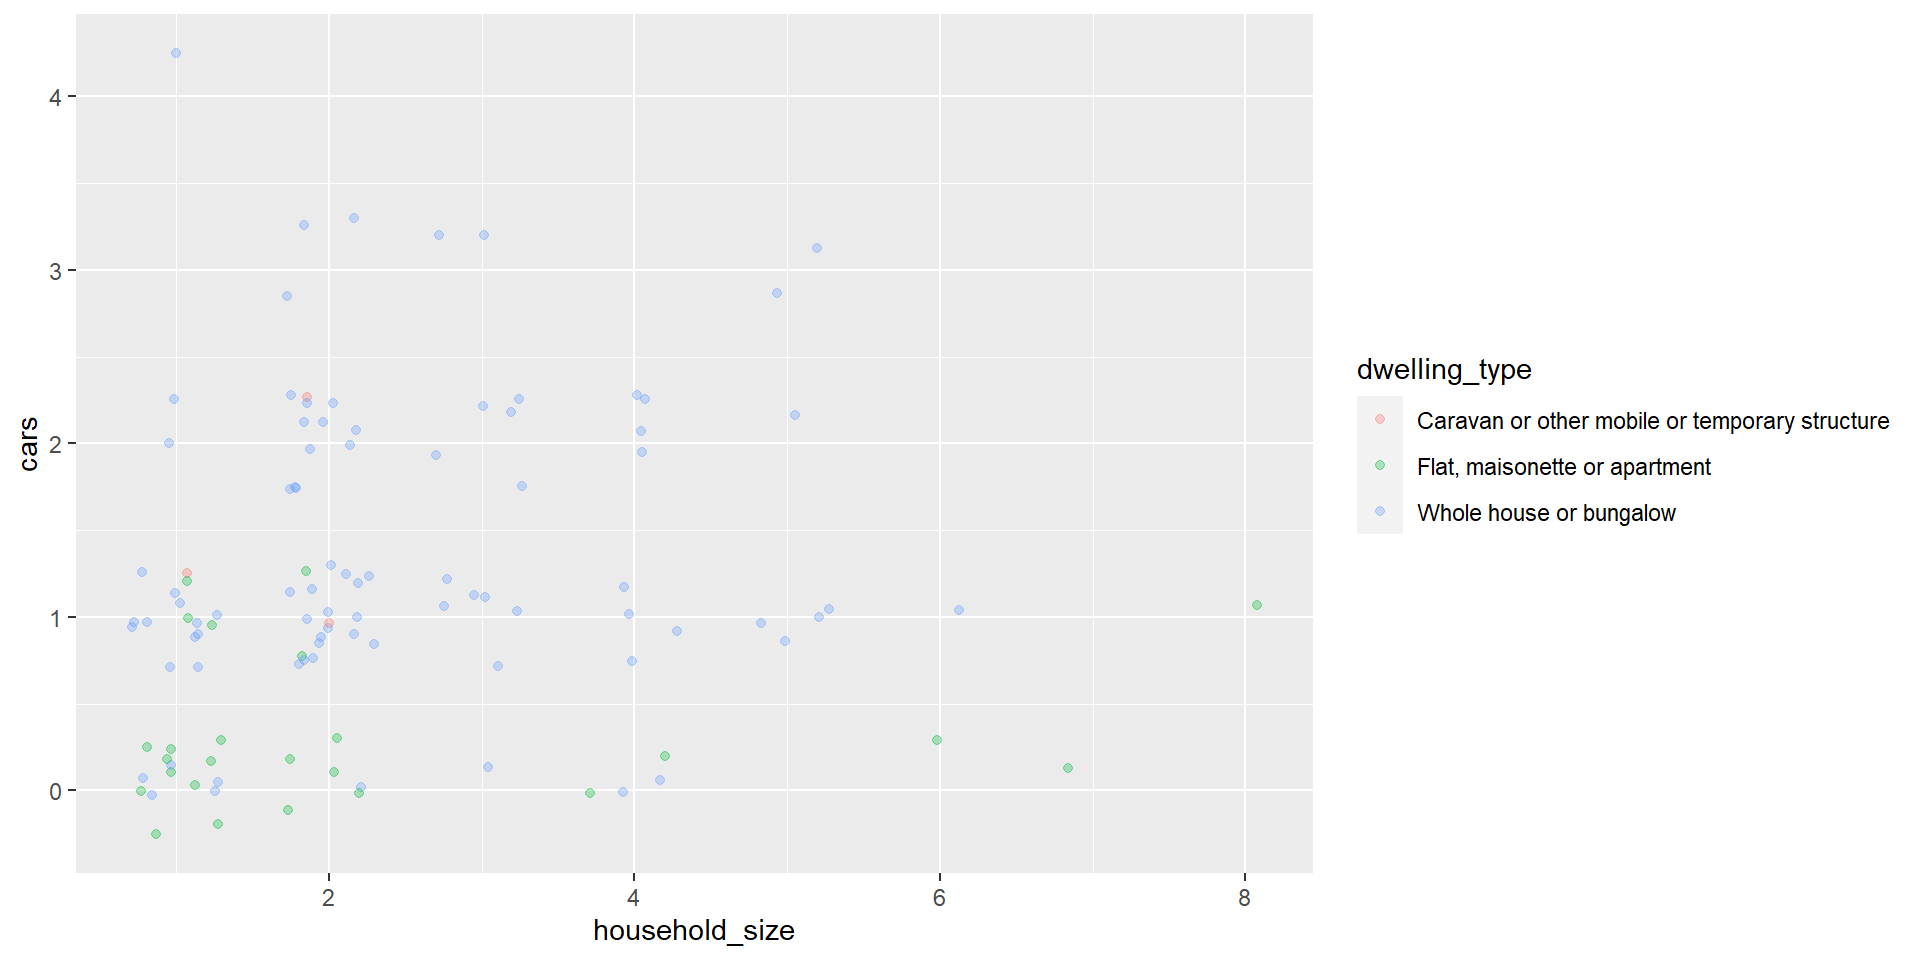 4
3
2
1
0
cars
2
4
6
8
household_size
dwelling_type
Caravan or other mobile or temporary structure
Flat, maisonette or apartment
Whole house or bungalow